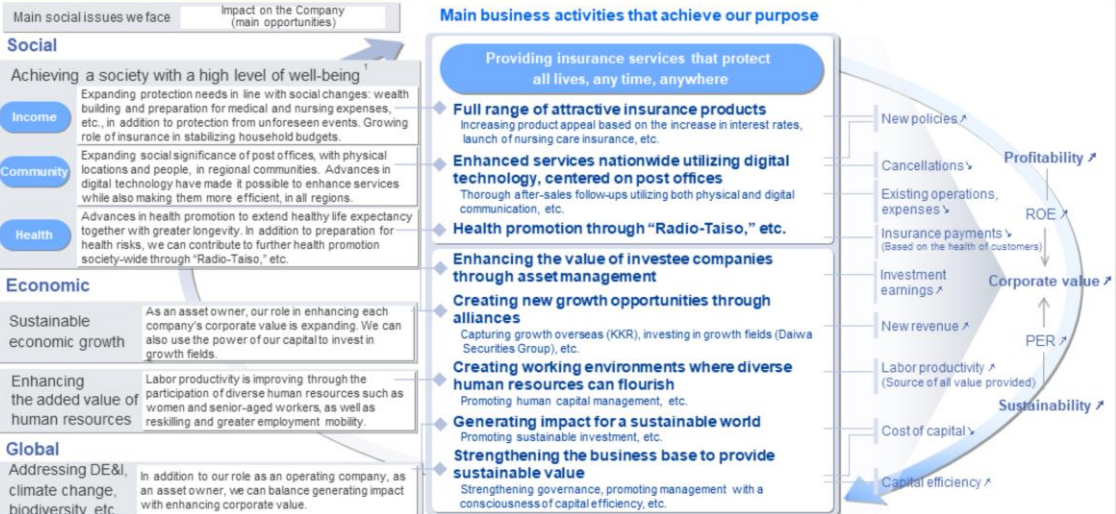 Main social issues we face
Impact on the Company
(main opportunities)
Social
Achieving a society with a high level of well-being 1
Income
Expanding protection needs in line with social changes: wealth
building and preparation for medical and nursing expenses,
etc., in addition to protection from unforeseen events. Growing
role of insurance in stabilizing household budgets.
Community
Expanding social significance of post offices, with physical
locations and people, in regional communities. Advances in
digital technology have made it possible to enhance services
while also making them more efficient, in all regions.
Health
Advances in health promotion to extend healthy life expectancy
together with greater longevity. In addition to preparation for
health risks, we can contribute to further health promotion
society-wide through “Radio-Taiso,” etc.
Economic
Sustainable
economic growth
As an asset owner, our role in enhancing each
company’s corporate value is expanding. We can
also use the power of our capital to invest in
growth fields.
Enhancing
the added value of
human resources
Labor productivity is improving through the
participation of diverse human resources such as
women and senior-aged workers, as well as
reskilling and greater employment mobility.
Global
Addressing DE&I,
climate change,
biodiversity, etc.
In addition to our role as an operating company, as
an asset owner, we can balance generating impact
with enhancing corporate value.
Main business activities that achieve our purpose
Providing insurance services that protect
all lives, any time, anywhere
Full range of attractive insurance products
Increasing product appeal based on the increase in interest rates,
launch of nursing care insurance, etc.
Enhanced services nationwide utilizing digital
technology, centered on post offices
Thorough after-sales follow-ups utilizing both physical and digital
communication, etc.
Health promotion through “Radio-Taiso,” etc.
Enhancing the value of investee companies
through asset management
Creating new growth opportunities through
alliances
Capturing growth overseas (KKR), investing in growth fields (Daiwa
Securities Group), etc.
Creating working environments where diverse
human resources can flourish
Promoting human capital management, etc.
Generating impact for a sustainable world
Promoting sustainable investment, etc.
Strengthening the business base to provide
sustainable value
Strengthening governance, promoting management with a
consciousness of capital efficiency, etc.
New policies↗
Cancellations↘
Existing operations,
expenses↘
Insurance payments↘
(Based on the health of customers)
Investment
earnings↗
New revenue↗
Labor productivity↗
(Source of all value provided)
Cost of capital↘
Capital efficiency↗
Profitability↗
ROE↗
Corporate value↗
PER↗
Sustainability↗